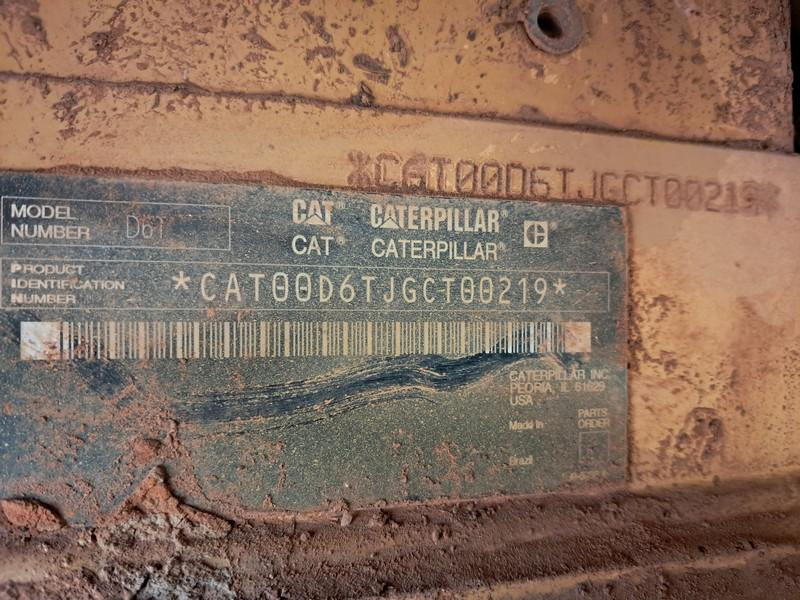 *CAT00D6TJGCT00219*
MODEL NUMBER D6T
CAT® CATERPILLAR®
CAT® CATERPILLAR®
PRODUCT IDENTIFICATION NUMBER
*CAT00D6TJGCT00219*
CATERPILLAR INC
PEORIA, IL 61629
USA
PARTS ORDER
Made in
Brazil